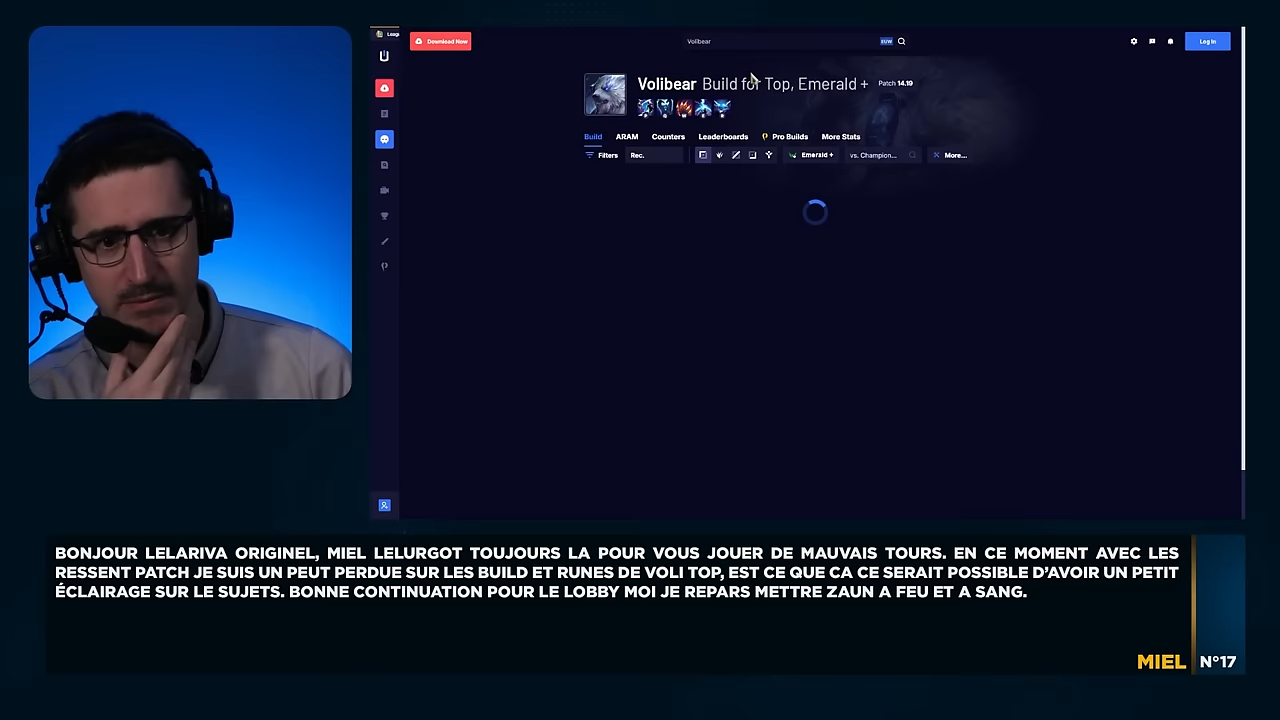 Leag
Download Now
Volibear
EUW
Log In
Volibear Build for Top, Emerald +
Patch 14.19
Build ARAM Counters Leaderboards Pro Builds More Stats
Filters Rec. Emerald + vs. Champion... More...
BONJOUR LELARIVA ORIGINEL, MIEL LELURGOT TOUJOURS LA POUR VOUS JOUER DE MAUVAIS TOURS. EN CE MOMENT AVEC LES
RESSENT PATCH JE SUIS UN PEUT PERDUE SUR LES BUILD ET RUNES DE VOLI TOP, EST CE QUE CA CE SERAIT POSSIBLE D'AVOIR UN PETIT
ÉCLAIRAGE SUR LE SUJETS. BONNE CONTINUATION POUR LE LOBBY MOI JE REPARS METTRE ZAUN A FEU ET A SANG.
MIEL N°17